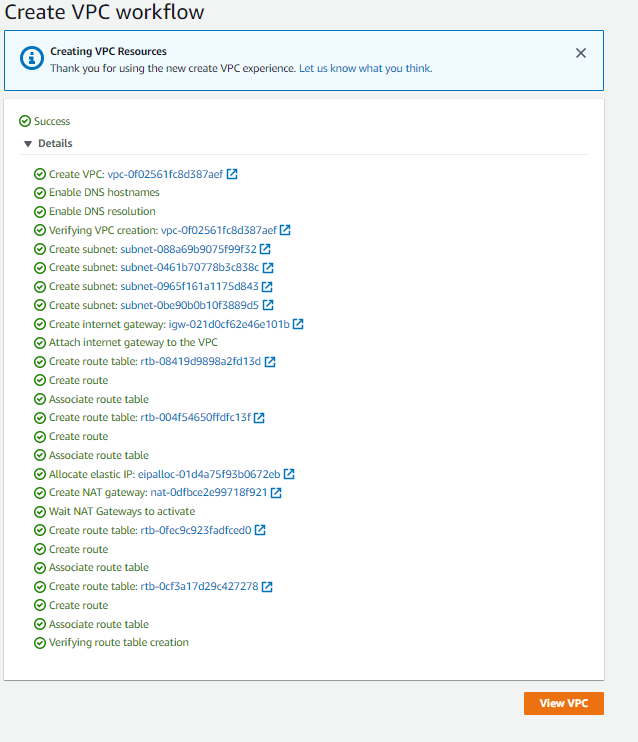 Create VPC workflow
Creating VPC Resources
Thank you for using the new create VPC experience. Let us know what you think.
Success
Details
Create VPC: vpc-0f02561fc8d387aef
Enable DNS hostnames
Enable DNS resolution
Verifying VPC creation: vpc-0f02561fc8d387aef
Create subnet: subnet-088a69b9075f99f32
Create subnet: subnet-0461b70778b3c838c
Create subnet: subnet-0965f161a1175d843
Create subnet: subnet-0be90b0b10f3889d5
Create internet gateway: igw-021d0cf62e46e101b
Attach internet gateway to the VPC
Create route table: rtb-08419d9898a2fd13d
Create route
Associate route table
Create route table: rtb-004f54650ffdfc13f
Create route
Associate route table
Allocate elastic IP: eipalloc-01d4a75f93b0672eb
Create NAT gateway: nat-0dfbce2e99718f921
Wait NAT Gateways to activate
Create route table: rtb-0fec9c923fadfced0
Create route
Associate route table
Create route table: rtb-0cf3a17d29c427278
Create route
Associate route table
Verifying route table creation
View VPC